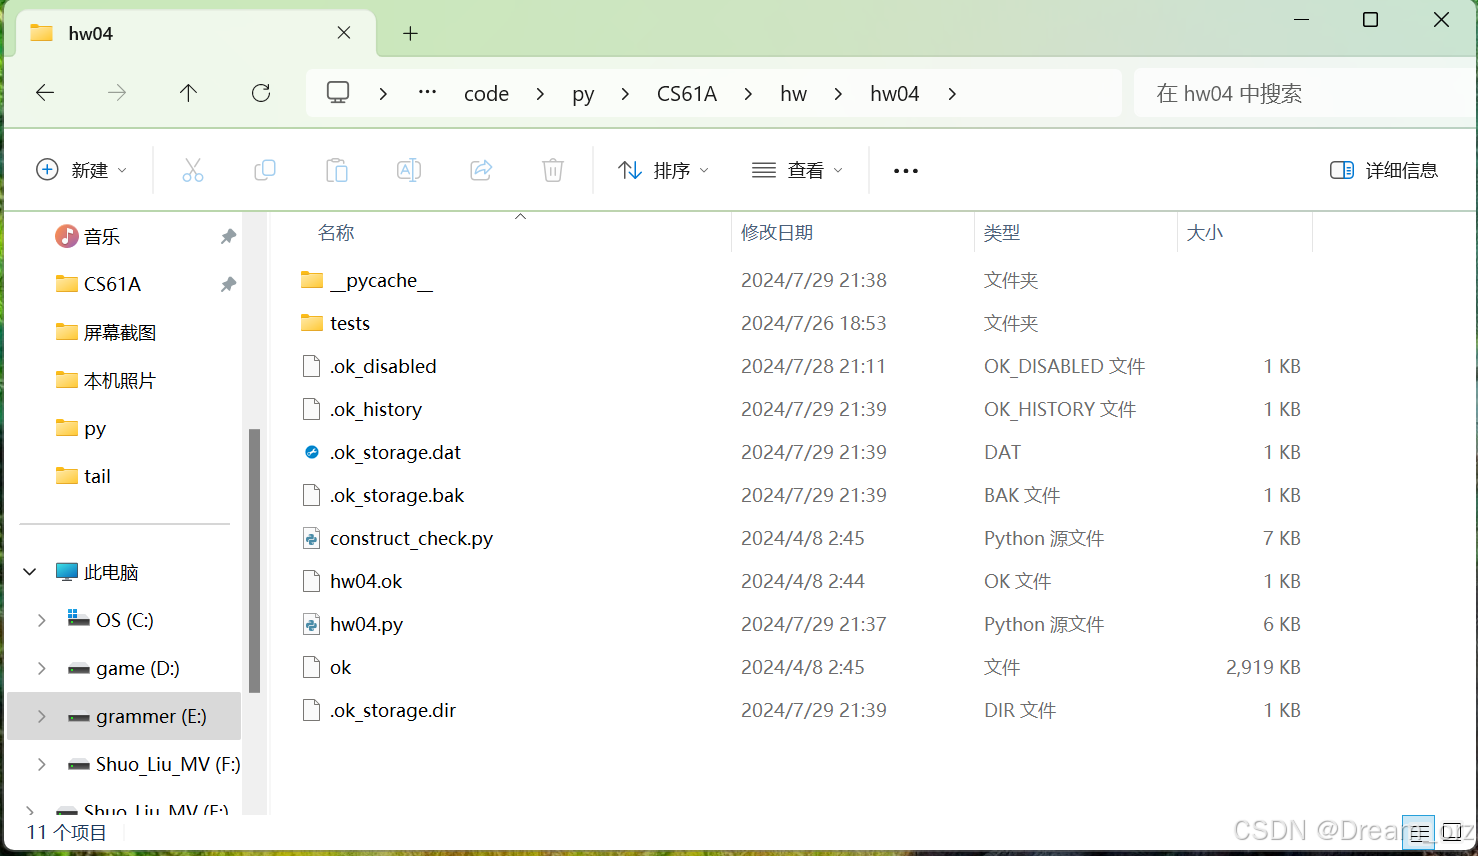 hw04
code py CS61A hw hw04
在 hw04 中搜索
新建 排序 查看 详细信息
音乐
CS61A
屏幕截图
本机照片
py
tail
此电脑
OS (C:)
game (D:)
grammer (E:)
Shuo_Liu_MV (F:)
Shuo_Liu_MV (F:)
名称 修改日期 类型 大小
__pycache__ 2024/7/29 21:38 文件夹
tests 2024/7/26 18:53 文件夹
.ok_disabled 2024/7/28 21:11 OK_DISABLED 文件 1 KB
.ok_history 2024/7/29 21:39 OK_HISTORY 文件 1 KB
.ok_storage.dat 2024/7/29 21:39 DAT 1 KB
.ok_storage.bak 2024/7/29 21:39 BAK 文件 1 KB
construct_check.py 2024/4/8 2:45 Python 源文件 7 KB
hw04.ok 2024/4/8 2:44 OK 文件 1 KB
hw04.py 2024/7/29 21:37 Python 源文件 6 KB
ok 2024/4/8 2:45 文件 2,919 KB
.ok_storage.dir 2024/7/29 21:39 DIR 文件 1 KB
11 个项目
CSDN